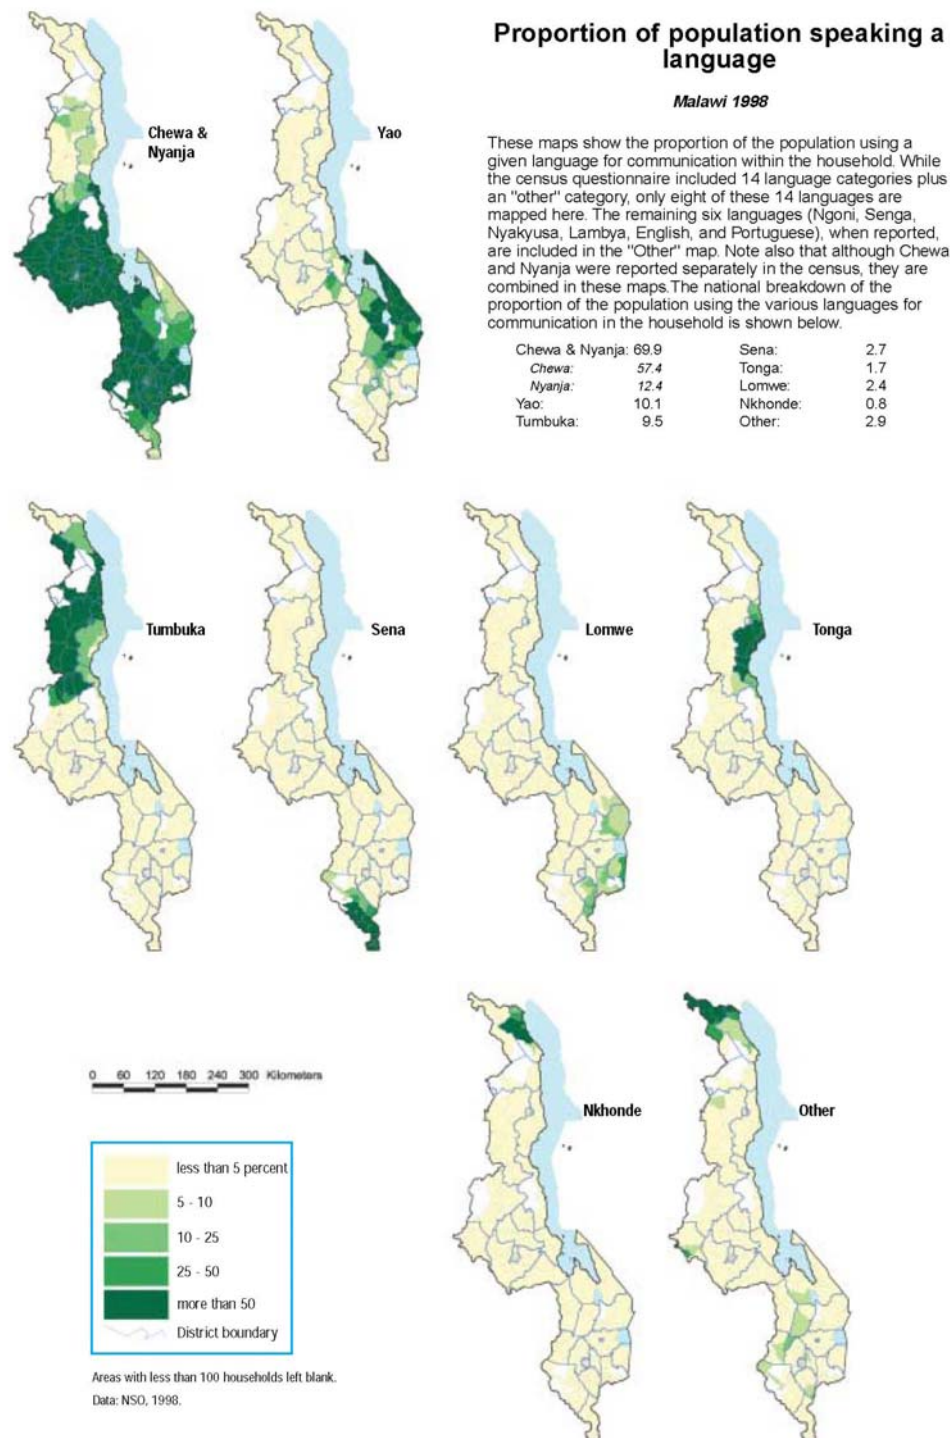 Proportion of population speaking a
language
Malawi 1998
These maps show the proportion of the population using a
given language for communication within the household. While
the census questionnaire included 14 language categories plus
an "other" category, only eight of these 14 languages are
mapped here. The remaining six languages (Ngoni, Senga,
Nyakyusa, Lambya, English, and Portuguese), when reported,
are included in the "Other" map. Note also that although Chewa
and Nyanja were reported separately in the census, they are
combined in these maps.The national breakdown of the
proportion of the population using the various languages for
communication in the household is shown below.
Chewa & Nyanja: 69.9 Sena: 2.7
Chewa: 57.4 Tonga: 1.7
Nyanja: 12.4 Lomwe: 2.4
Yao: 10.1 Nkhonde: 0.8
Tumbuka: 9.5 Other: 2.9
Chewa &
Nyanja
Yao
Tumbuka
Sena
Lomwe
Tonga
Nkhonde
Other
0 60 120 180 240 300 Kilometers
less than 5 percent
5 - 10
10 - 25
25 - 50
more than 50
District boundary
Areas with less than 100 households left blank.
Data: NSO, 1998.